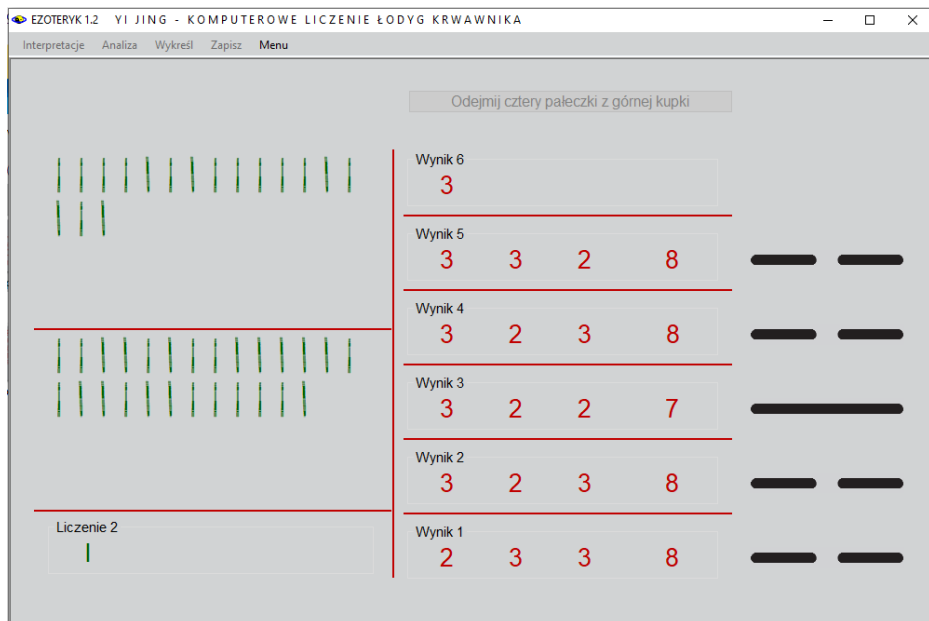 EZOTERYK 1.2 YI JING - KOMPUTEROWE LICZENIE ŁODYG KRWAWNIKA
Interpretacje Analiza Wykreśl Zapisz Menu
Odejmij cztery pałeczki z górnej kupki
Wynik 6
3
Wynik 5
3 3 2 8
Wynik 4
3 2 3 8
Wynik 3
3 2 2 7
Wynik 2
3 2 3 8
Liczenie 2
Wynik 1
2 3 3 8